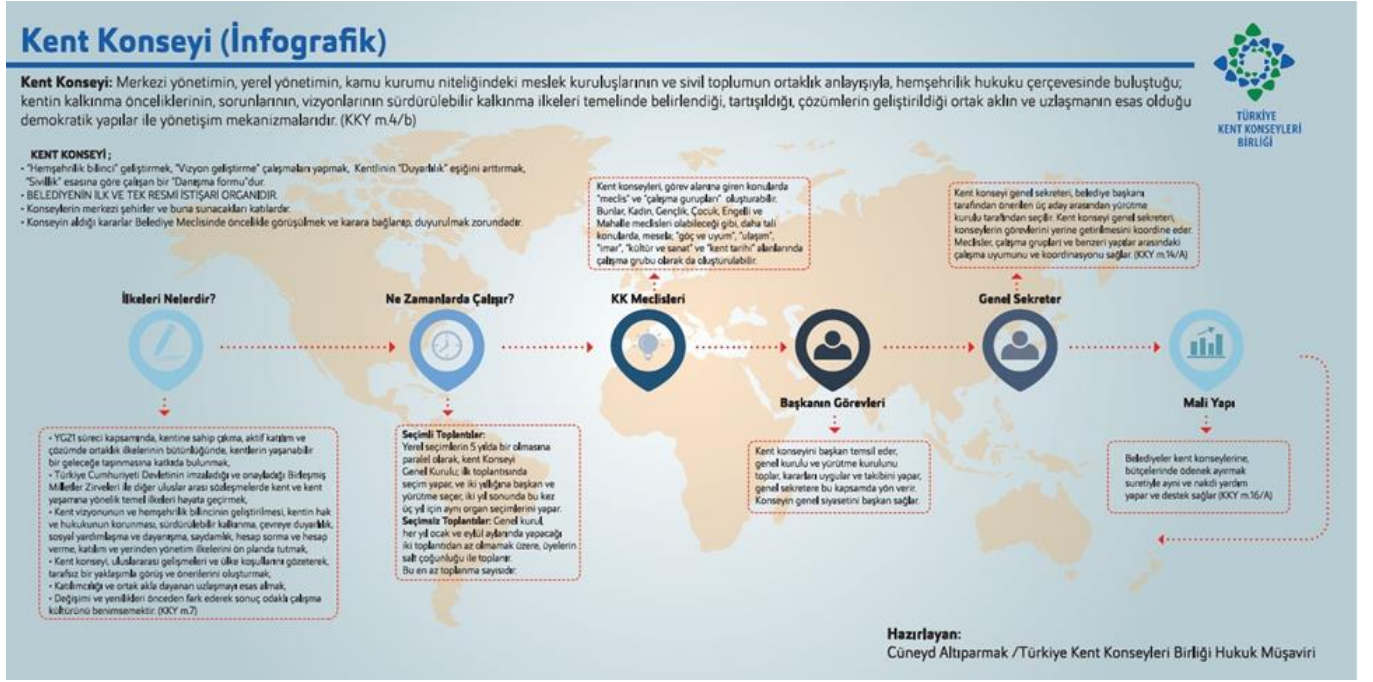 Kent Konseyi (İnfografik)
TÜRKİYE
KENT KONSEYLERİ
BİRLİĞİ
Kent Konseyi: Merkezi yönetimin, yerel yönetimin, kamu kurumu niteliğindeki meslek kuruluşlarının ve sivil toplumun ortaklık anlayışıyla, hemşehrilik hukuku çerçevesinde buluştuğu;
kentin kalkınma önceliklerinin, sorunlarının, vizyonlarının sürdürülebilir kalkınma ilkeleri temelinde belirlendiği, tartışıldığı, çözümlerin geliştirildiği ortak aklın ve uzlaşmanın esas olduğu
demokratik yapılar ile yönetişim mekanizmalarıdır. (KKY m.4/b)
KENT KONSEYİ ;
• "Hemşehrilik bilinci" geliştirmek, "Vizyon geliştirme" çalışmaları yapmak, Kentlinin "Duyarlılık" eşiğini arttırmak,
"Sivillik" esasına göre çalışan bir "Danışma formu"dur.
• BELEDİYENİN İLK VE TEK RESMİ İSTİŞARİ ORGANIDIR.
• Konseylerin merkezi şehirler ve buna sunacakları katılardır.
• Konseyin aldığı kararlar Belediye Meclisinde öncelikle görüşülmek ve karara bağlanıp, duyurulmak zorundadır.
Kent konseyleri, görev alanına giren konularda
"meclis" ve "çalışma gurupları" oluşturabilir.
Bunlar, Kadın, Gençlik, Çocuk, Engelli ve
Mahalle meclisleri olabileceği gibi, daha tali
konularda, mesela; "göç ve uyum", "ulaşım",
"imar", "kültür ve sanat" ve "kent tarihi" alanlarında
çalışma grubu olarak da oluşturulabilir.
Kent konseyi genel sekreteri, belediye başkanı
tarafından önerilen üç aday arasından yürütme
kurulu tarafından seçilir. Kent konseyi genel sekreteri,
konseylerin görevlerini yerine getirilmesini koordine eder.
Meclisler, çalışma grupları ve benzeri yapılar arasındaki
çalışma uyumunu ve koordinasyonu sağlar. (KKY m.14/A)
İlkeleri Nelerdir?
Ne Zamanlarda Çalışır?
KK Meclisleri
Genel Sekreter
Başkanın Görevleri
Mali Yapı
• YG21 süreci kapsamında, kentine sahip çıkma, aktif katılım ve
çözümde ortaklık ilkelerinin bütünlüğünde, kentlerin yaşanabilir
bir geleceğe taşınmasına katkıda bulunmak,
• Türkiye Cumhuriyeti Devletinin imzaladığı ve onayladığı Birleşmiş
Milletler Zirveleri ile diğer uluslar arası sözleşmelerde kent ve kent
yaşamına yönelik temel ilkeleri hayata geçirmek,
• Kent vizyonunun ve hemşehrilik bilincinin geliştirilmesi, kentin hak
ve hukukunun korunması, sürdürülebilir kalkınma, çevreye duyarlılık,
sosyal yardımlaşma ve dayanışma, saydamlık, hesap sorma ve hesap
verme, katılım ve yerinden yönetim ilkelerini ön planda tutmak,
• Kent konseyi, uluslararası gelişmeleri ve ülke koşullarını gözeterek,
tarafsız bir yaklaşımla görüş ve önerilerini oluşturmak,
• Katılımcılığı ve ortak akla dayanan uzlaşmayı esas almak,
• Değişimi ve yenilikleri önceden fark ederek sonuç odaklı çalışma
kültürünü benimsemektir. (KKY m.7)
Seçimli Toplantılar:
Yerel seçimlerin 5 yılda bir olmasına
paralel olarak, kent Konseyi
Genel Kurulu; ilk toplantısında
seçim yapar, ve iki yıllığına başkan ve
yürütme seçer, iki yıl sonunda bu kez
üç yıl için aynı organ seçimlerini yapar.
Seçimsiz Toplantılar: Genel kurul,
her yıl ocak ve eylül aylarında yapacağı
iki toplantıdan az olmamak üzere, üyelerin
salt çoğunluğu ile toplanır.
Bu en az toplanma sayısıdır.
Kent konseyini başkan temsil eder,
genel kurulu ve yürütme kurulunu
toplar, kararları uygular ve takibini yapar,
genel sekretere bu kapsamda yön verir.
Konseyin genel siyasetini başkan sağlar.
Belediyeler kent konseylerine,
bütçelerinde ödenek ayırmak
suretiyle ayni ve nakdi yardım
yapar ve destek sağlar (KKY m.16/A)
Hazırlayan:
Cüneyd Altıparmak /Türkiye Kent Konseyleri Birliği Hukuk Müşaviri